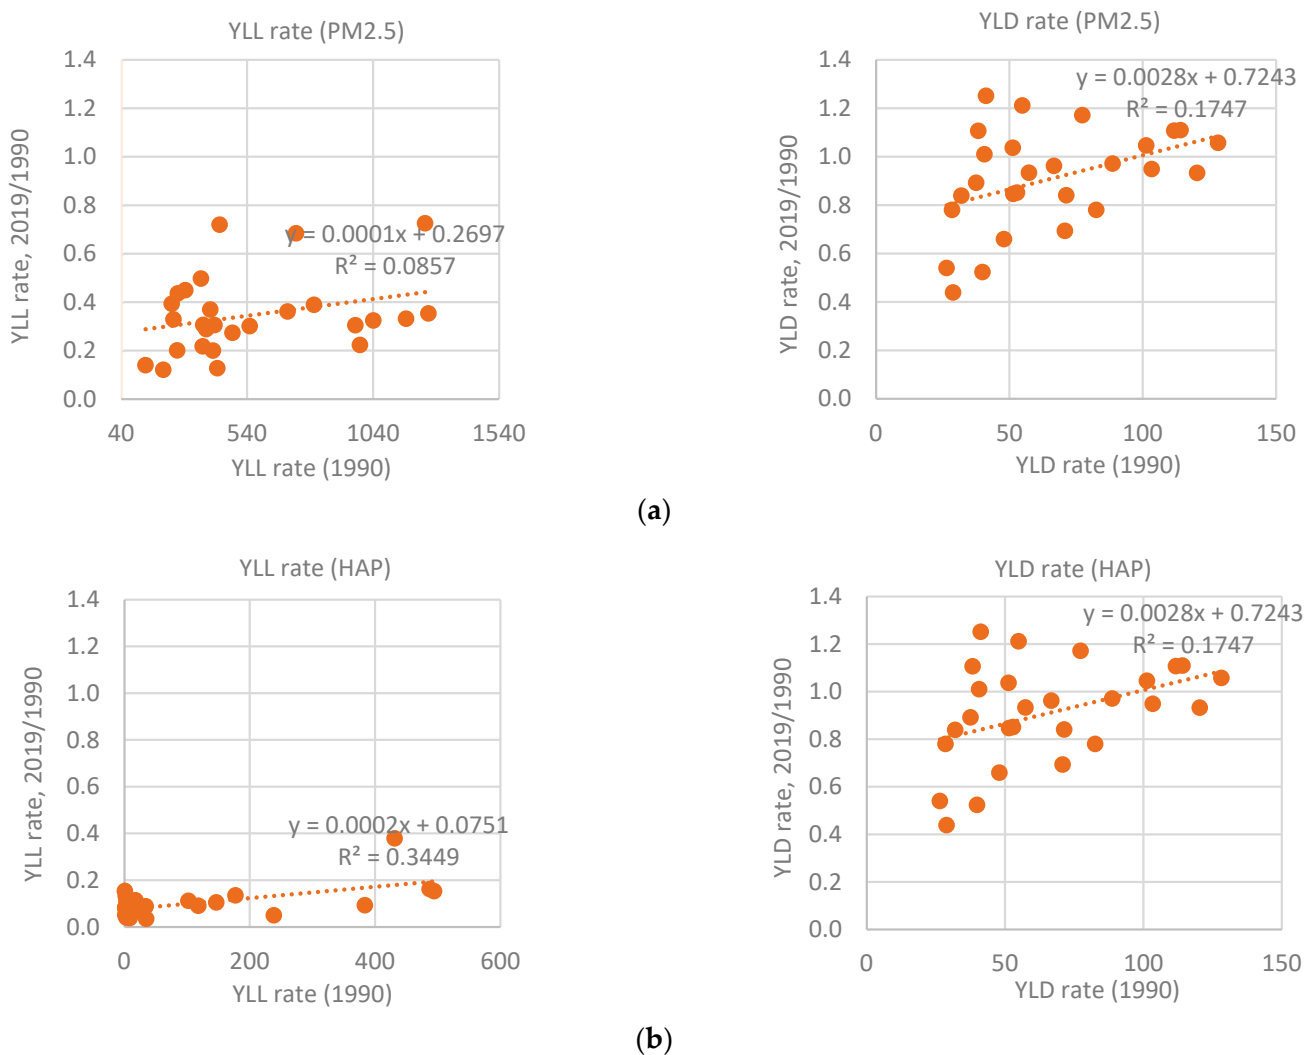 YLL rate (PM2.5)
1.4
1.2
1.0
0.8
0.6
0.4
0.2
0.0
YLL rate, 2019/1990
y = 0.0001x + 0.2697
R² = 0.0857
40
540
1040
1540
YLL rate (1990)
YLD rate (PM2.5)
1.4
1.2
1.0
0.8
0.6
0.4
0.2
0.0
YLD rate, 2019/1990
y = 0.0028x + 0.7243
R² = 0.1747
0
50
100
150
YLD rate (1990)
(a)
YLL rate (HAP)
1.4
1.2
1.0
0.8
0.6
0.4
0.2
0.0
YLL rate, 2019/1990
y = 0.0002x + 0.0751
R² = 0.3449
0
200
400
600
YLL rate (1990)
YLD rate (HAP)
1.4
1.2
1.0
0.8
0.6
0.4
0.2
0.0
YLD rate, 2019/1990
y = 0.0028x + 0.7243
R² = 0.1747
0
50
100
150
YLD rate (1990)
(b)